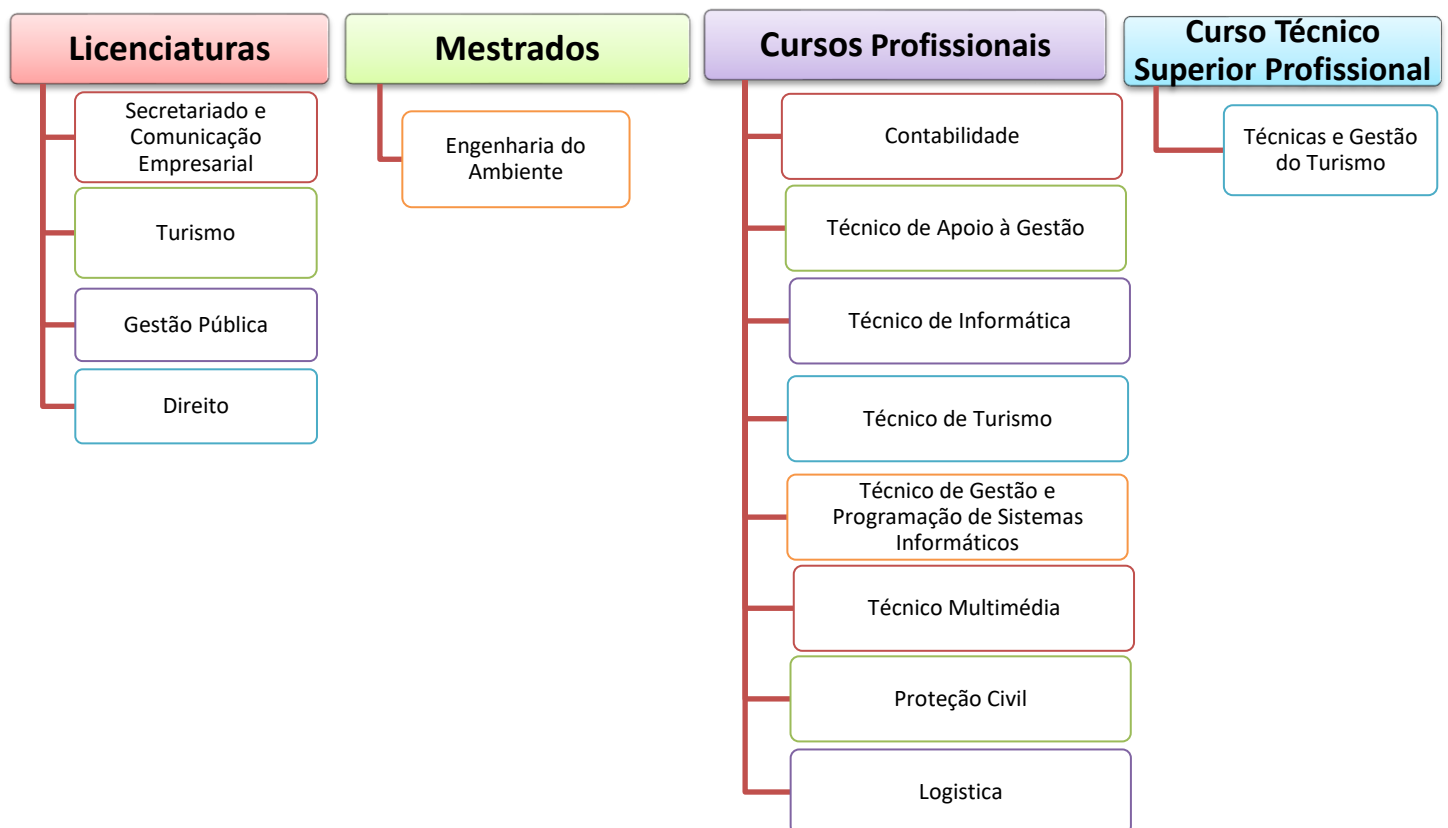 Licenciaturas
Secretariado e
Comunicação
Empresarial
Turismo
Gestão Pública
Direito
Mestrados
Engenharia do
Ambiente
Cursos Profissionais
Contabilidade
Técnico de Apoio à Gestão
Técnico de Informática
Técnico de Turismo
Técnico de Gestão e
Programação de Sistemas
Informáticos
Técnico Multimédia
Proteção Civil
Logistica
Curso Técnico
Superior Profissional
Técnicas e Gestão
do Turismo